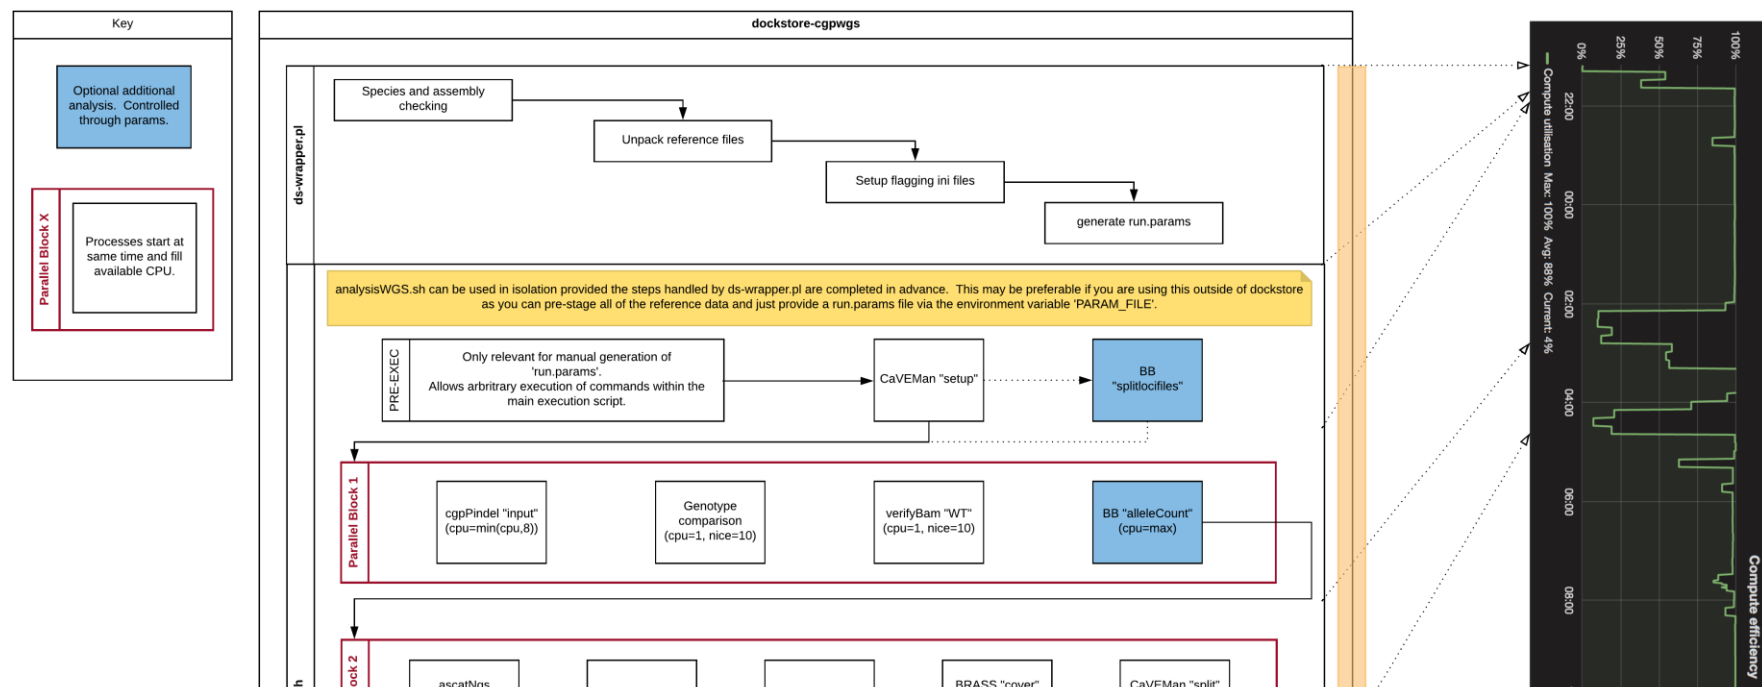 Key
Optional additional
analysis.  Controlled
through params.
Parallel Block X
Processes start at
same time and fill
available CPU.
dockstore-cgpwgs
ds-wrapper.pl
Species and assembly
checking
Unpack reference files
Setup flagging ini files
generate run.params
analysisWGS.sh can be used in isolation provided the steps handled by ds-wrapper.pl are completed in advance.  This may be preferable if you are using this outside of dockstore
as you can pre-stage all of the reference data and just provide a run.params file via the environment variable 'PARAM_FILE'.
PRE-EXEC
Only relevant for manual generation of
'run.params'.
Allows arbritrary execution of commands within the
main execution script.
CaVEMan "setup"
BB
"splitlocifiles"
Parallel Block 1
cgpPindel "input"
(cpu=min(cpu,8))
Genotype
comparison
(cpu=1, nice=10)
verifyBam "WT"
(cpu=1, nice=10)
BB "alleleCount"
(cpu=max)
ock 2
h
ascatNgs
BRASS "cover"
CaVEMan "split"
Compute efficiency
100%
75%
50%
25%
0%
22:00
00:00
02:00
04:00
06:00
08:00
Compute utilisation  Max: 100%  Avg: 88%  Current: 4%